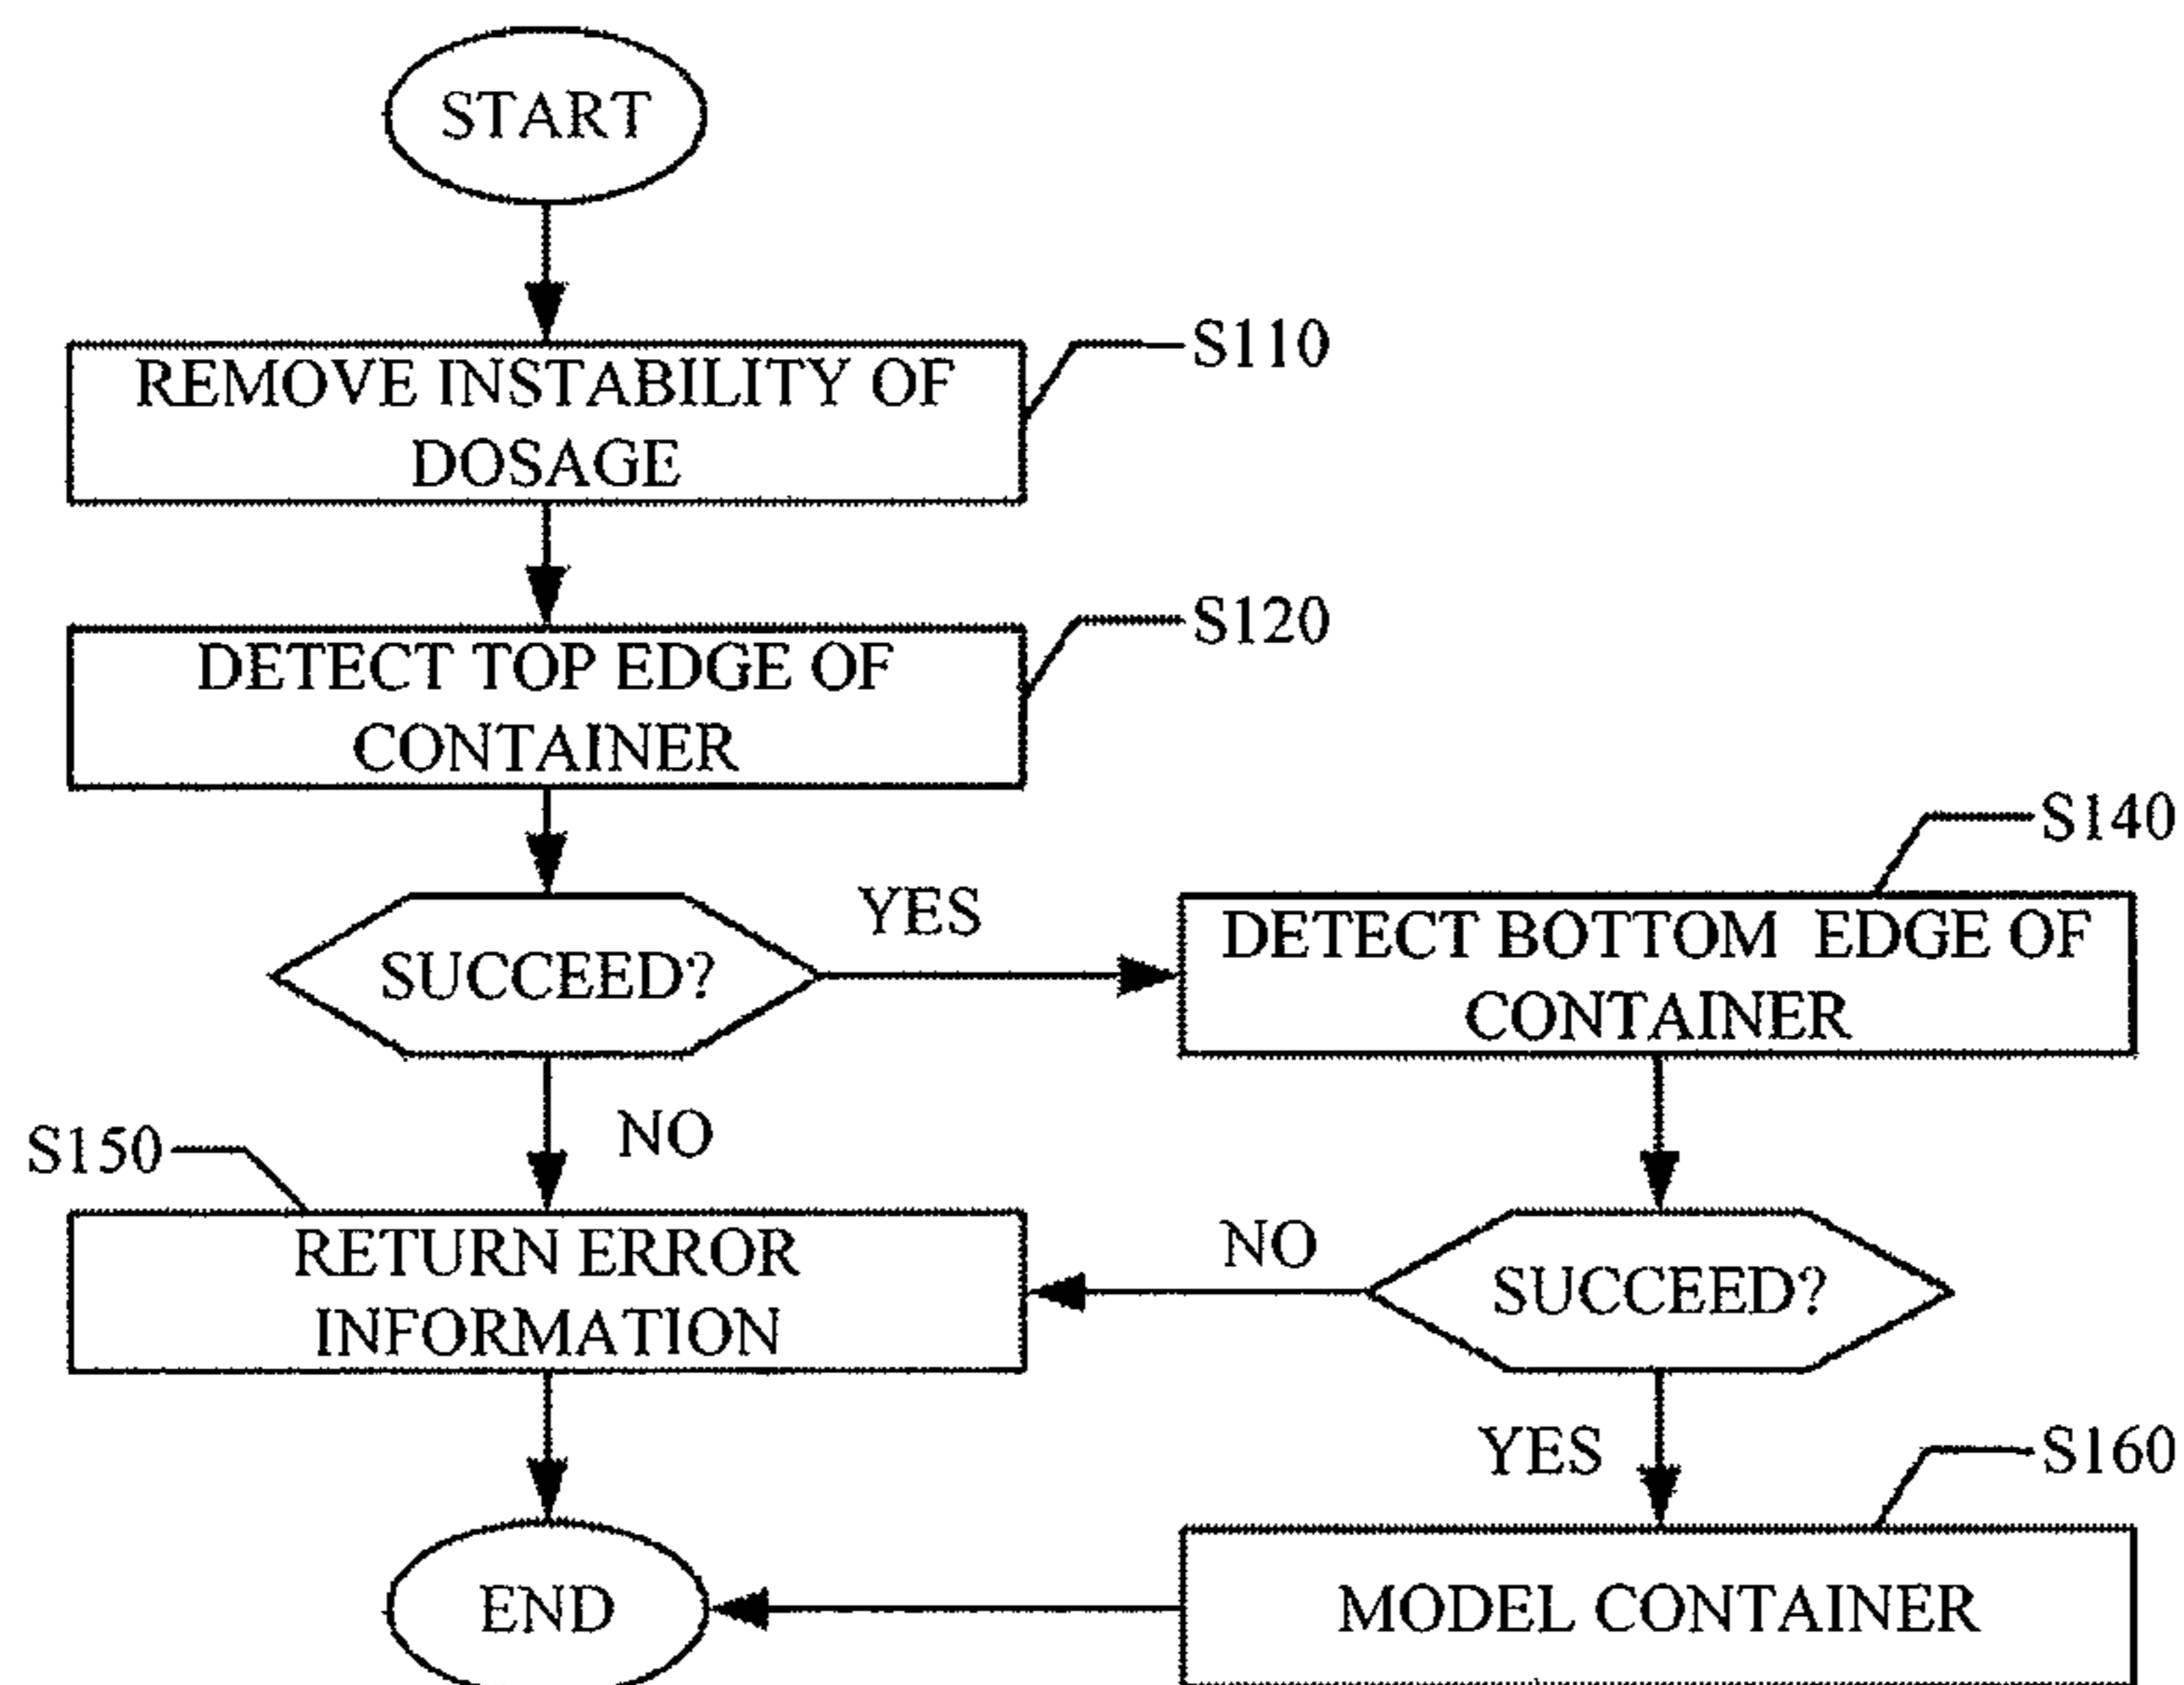 START
S110
REMOVE INSTABILITY OF
DOSAGE
S120
DETECT TOP EDGE OF
CONTAINER
S140
YES
DETECT BOTTOM EDGE OF
CONTAINER
SUCCEED?
NO
S150
RETURN ERROR
INFORMATION
NO
SUCCEED?
YES
S160
END
MODEL CONTAINER